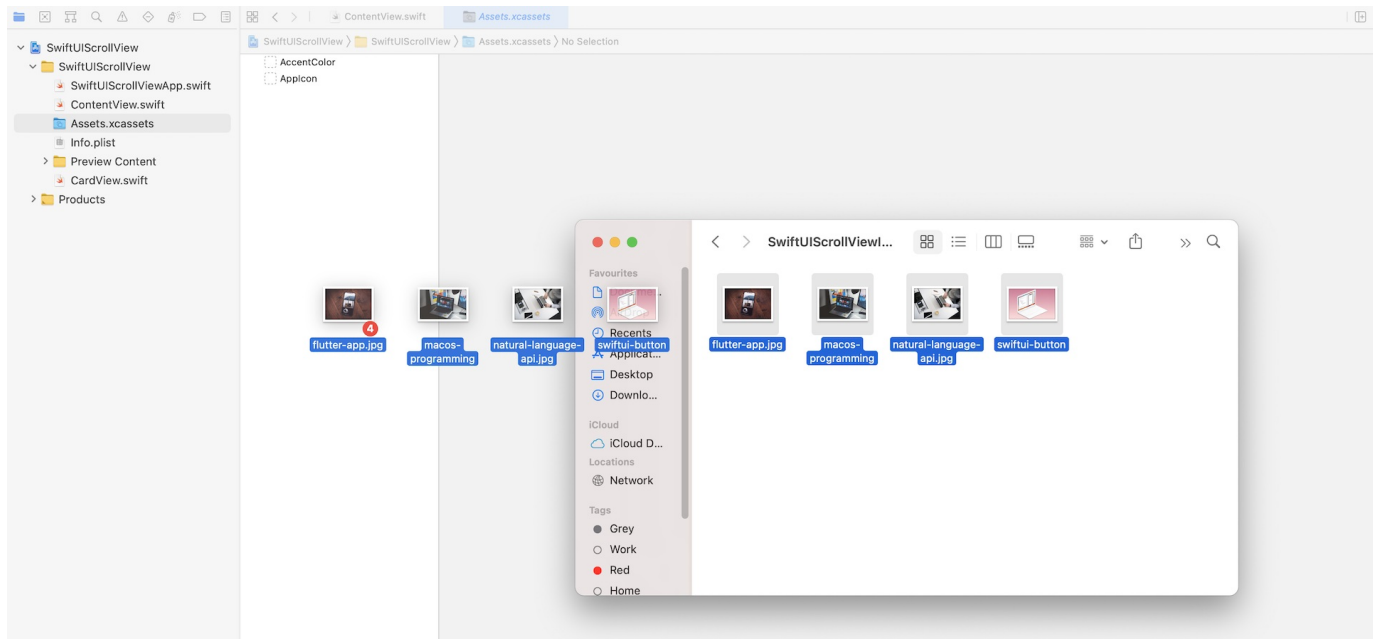 ContentView.swift
Assets.xcassets
SwiftUIScrollView
SwiftUIScrollView
Assets.xcassets
No Selection
SwiftUIScrollView
SwiftUIScrollView
SwiftUIScrollViewApp.swift
ContentView.swift
Assets.xcassets
Info.plist
Preview Content
CardView.swift
Products
AccentColor
AppIcon
flutter-app.jpg
4
macos-
programming
natural-language-
api.jpg
swiftui-button
SwiftUIScrollViewI...
Favourites
Recents
Applicat...
Desktop
Downlo...
iCloud
iCloud D...
Locations
Network
Tags
Grey
Work
Red
Home
flutter-app.jpg
macos-
programming
natural-language-
api.jpg
swiftui-button